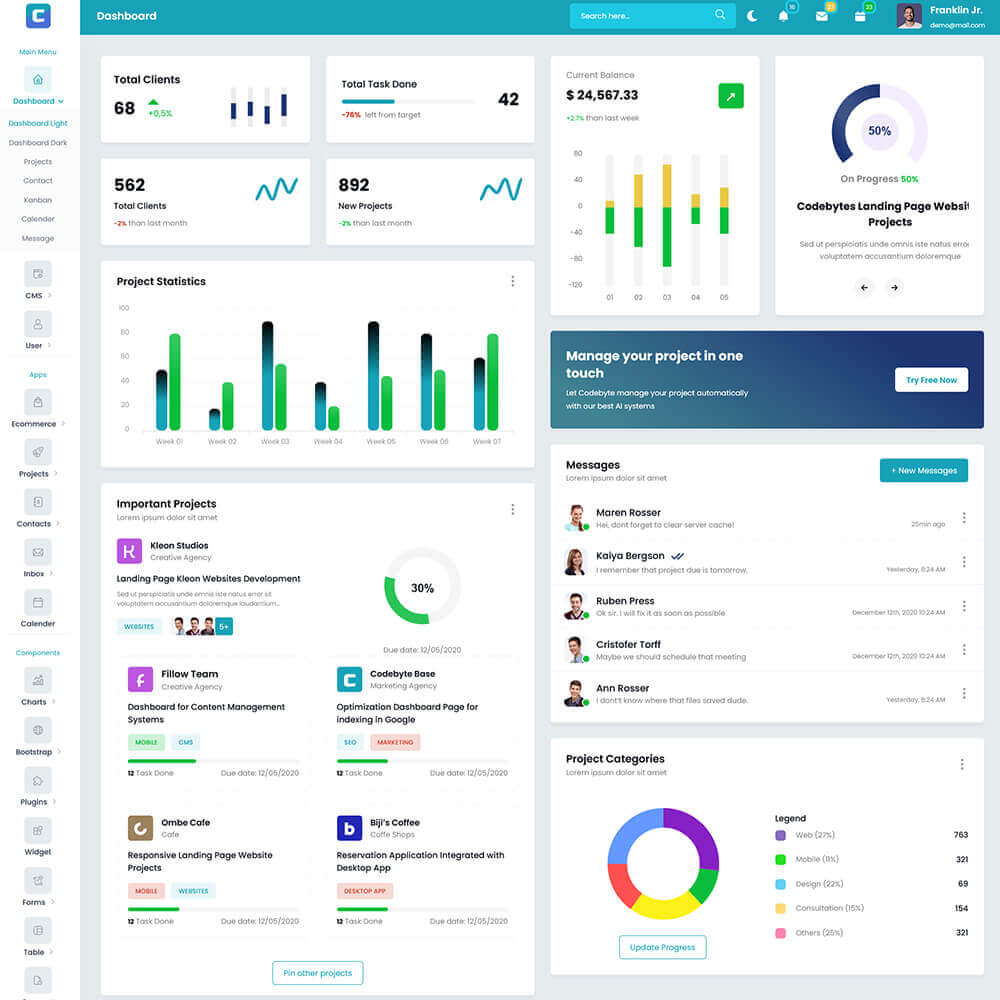 Dashboard
Search here...
16
23
23
Franklin Jr.
demo@mail.com
Main Menu
Dashboard
Dashboard Light
Dashboard Dark
Projects
Contact
Kanban
Calender
Message
CMS
User
Apps
Ecommerce
Projects
Contacts
Inbox
Calender
Components
Charts
Bootstrap
Plugins
Widget
Forms
Table
Total Clients
68
+0,5%
Total Task Done
42
-76% left from target
562
Total Clients
-2% than last month
892
New Projects
-2% than last month
Current Balance
$ 24,567.33
+2.7% than last week
80
40
0
-40
-80
-120
01
02
03
04
05
50%
On Progress 50%
Codebytes Landing Page Websit
Projects
Sed ut perspiciatis unde omnis iste natus error
voluptatem accusantium doloremque
Project Statistics
100
80
60
40
20
0
Week 01
Week 02
Week 03
Week 04
Week 05
Week 06
Week 07
Manage your project in one
touch
Let Codebyte manage your project automatically
with our best AI systems
Try Free Now
Important Projects
Lorem ipsum dolor sit amet
K
Kleon Studios
Creative Agency
Landing Page Kleon Websites Development
Sed ut perspiciatis unde omnis iste natus error sit
voluptatem accusantium doloremque laudantium...
WEBSITES
5+
30%
Due date: 12/05/2020
f
Fillow Team
Creative Agency
Dashboard for Content Management
Systems
MOBILE
CMS
12 Task Done
Due date: 12/05/2020
C
Codebyte Base
Marketing Agency
Optimization Dashboard Page for
indexing in Google
SEO
MARKETING
12 Task Done
Due date: 12/05/2020
Ombe Cafe
Cafe
Responsive Landing Page Website
Projects
MOBILE
WEBSITES
12 Task Done
Due date: 12/05/2020
b
Biji's Coffee
Coffe Shops
Reservation Application Integrated with
Desktop App
DESKTOP APP
12 Task Done
Due date: 12/05/2020
Pin other projects
Messages
Lorem ipsum dolor sit amet
+ New Messages
Maren Rosser
Hei, dont forget to clear server cache!
25min ago
Kaiya Bergson
I remember that project due is tomorrow.
Yesterday, 8:24 AM
Ruben Press
Ok sir. I will fix it as soon as possible
December 12th, 2020 10:24 AM
Cristofer Torff
Maybe we should schedule that meeting
December 12th, 2020 10:24 AM
Ann Rosser
I don't know where that files saved dude.
Yesterday, 8:24 AM
Project Categories
Lorem ipsum dolor sit amet
Legend
Web (27%)
763
Mobile (11%)
321
Design (22%)
69
Consultation (15%)
154
Others (25%)
321
Update Progress